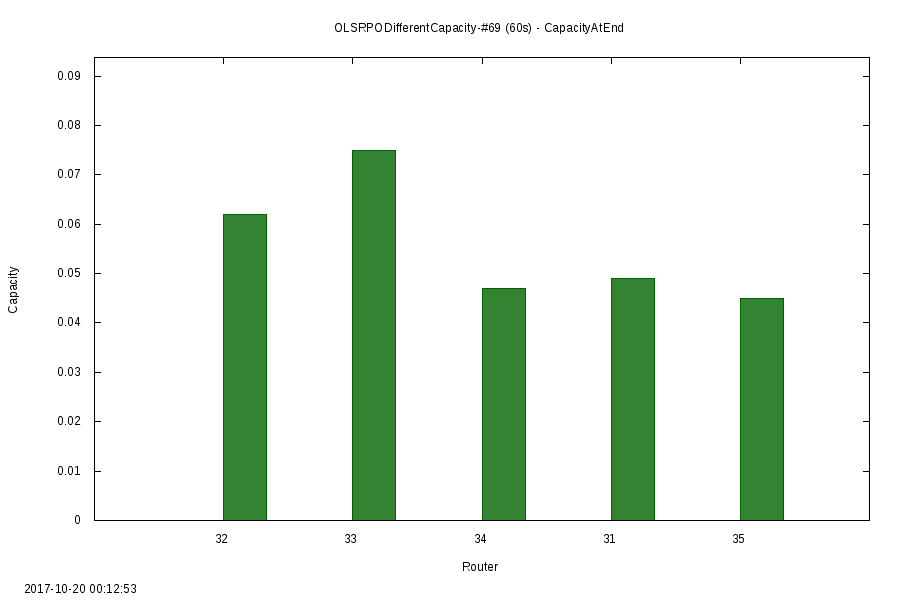 OLSRPODifferentCapacity-#69 (60s) - CapacityAtEnd
0.09
0.08
0.07
0.06
0.05
0.04
0.03
0.02
0.01
0
Capacity
32 33 34 31 35
Router
2017-10-20 00:12:53